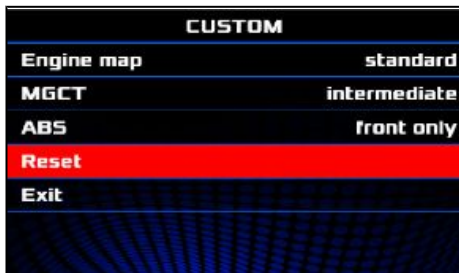 CUSTOM
Engine map standard
MGCT intermediate
ABS front only
Reset
Exit